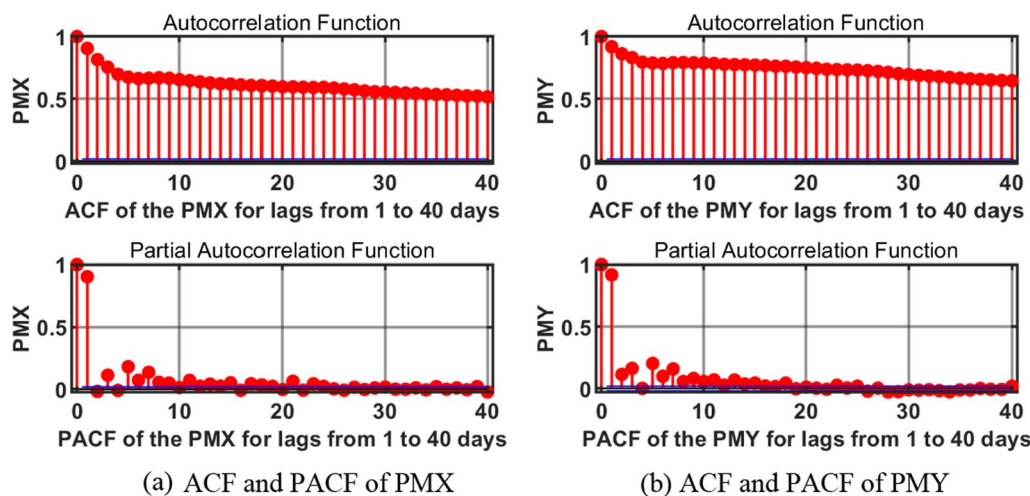 Autocorrelation Function
PMX
1
0.5
0
0 10 20 30 40
ACF of the PMX for lags from 1 to 40 days
Partial Autocorrelation Function
PMX
1
0.5
0
0 10 20 30 40
PACF of the PMX for lags from 1 to 40 days
(a) ACF and PACF of PMX
Autocorrelation Function
PMY
1
0.5
0
0 10 20 30 40
ACF of the PMY for lags from 1 to 40 days
Partial Autocorrelation Function
PMY
1
0.5
0
0 10 20 30 40
PACF of the PMY for lags from 1 to 40 days
(b) ACF and PACF of PMY